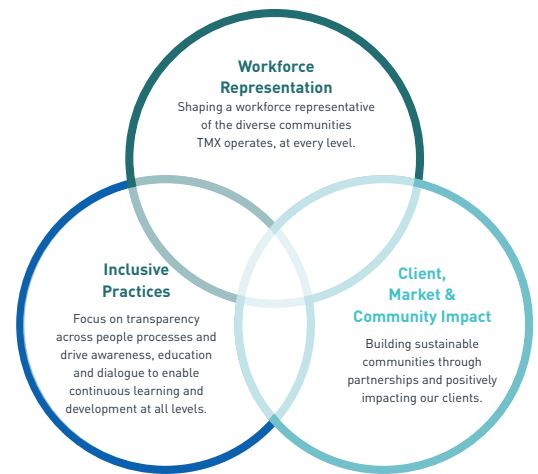 Workforce
Representation
Shaping a workforce representative
of the diverse communities
TMX operates, at every level.
Inclusive
Practices
Focus on transparency
across people processes and
drive awareness, education
and dialogue to enable
continuous learning and
development at all levels.
Client,
Market &
Community Impact
Building sustainable
communities through
partnerships and positively
impacting our clients.